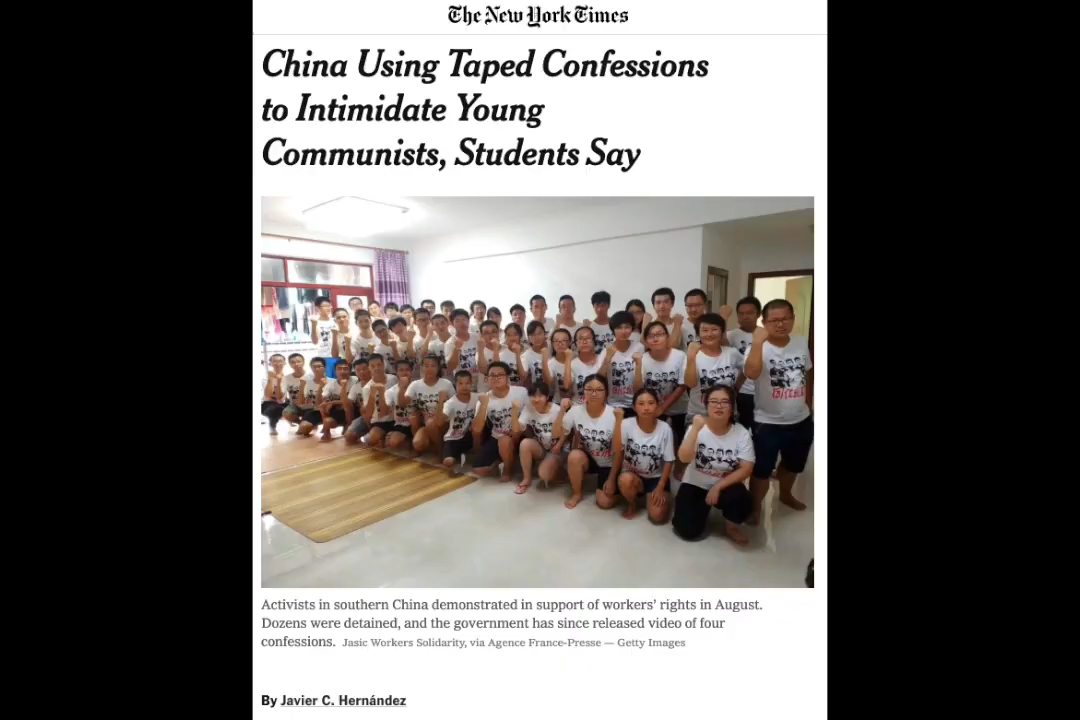 The New York Times
China Using Taped Confessions
to Intimidate Young
Communists, Students Say
Activists in southern China demonstrated in support of workers' rights in August.
Dozens were detained, and the government has since released video of four
confessions. Jasic Workers Solidarity, via Agence France-Presse — Getty Images
By Javier C. Hernández